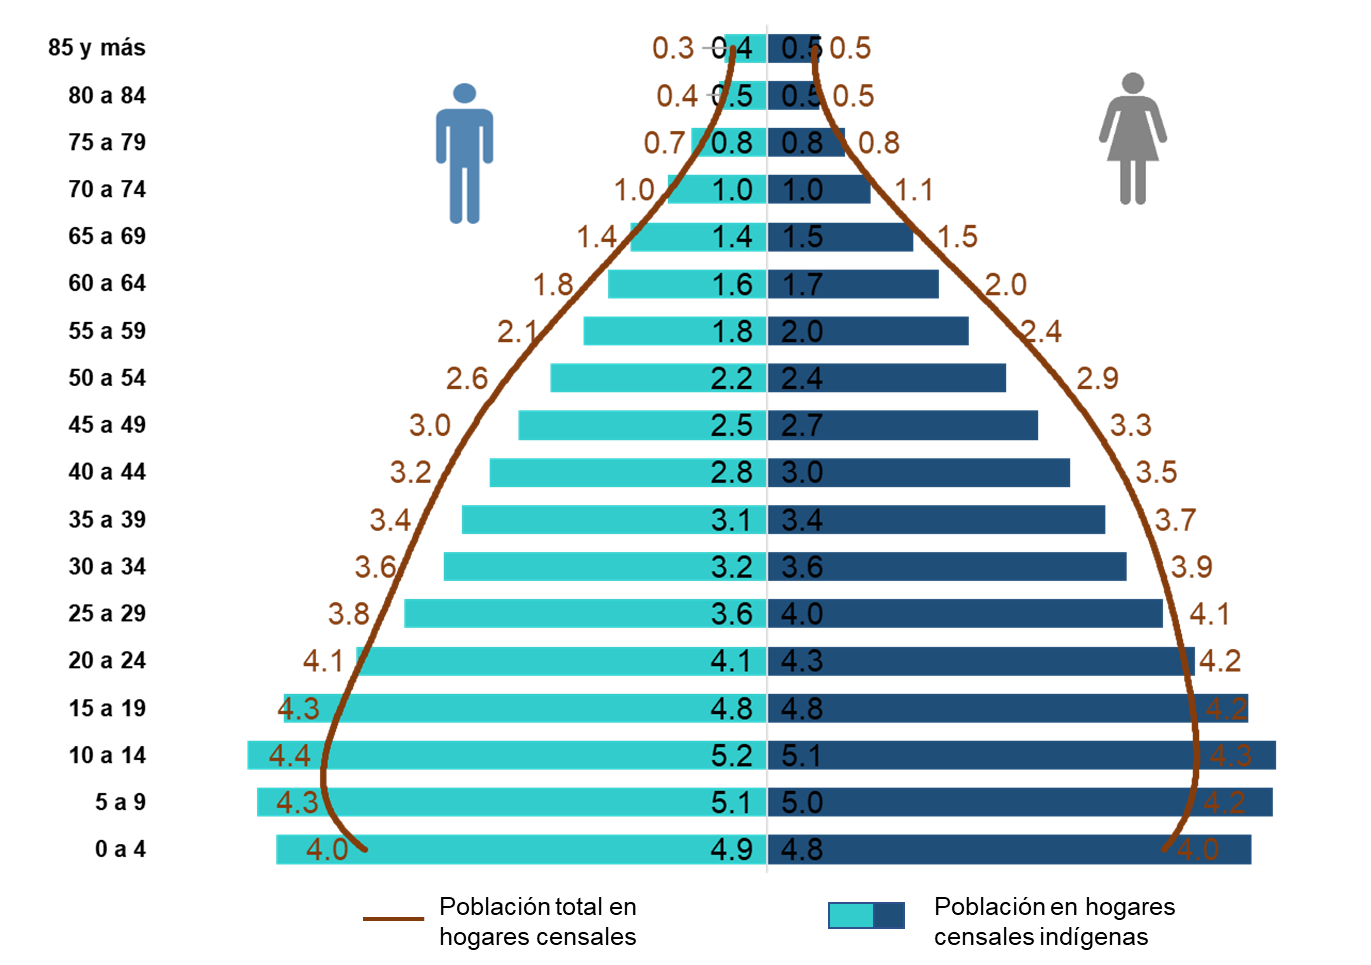 85 y más 0.3 0.4 0.5 0.5
80 a 84 0.4 0.5 0.5 0.5
75 a 79 0.7 0.8 0.8 0.8
70 a 74 1.0 1.0 1.0 1.1
65 a 69 1.4 1.4 1.5 1.5
60 a 64 1.8 1.6 1.7 2.0
55 a 59 2.1 1.8 2.0 2.4
50 a 54 2.6 2.2 2.4 2.9
45 a 49 3.0 2.5 2.7 3.3
40 a 44 3.2 2.8 3.0 3.5
35 a 39 3.4 3.1 3.4 3.7
30 a 34 3.6 3.2 3.6 3.9
25 a 29 3.8 3.6 4.0 4.1
20 a 24 4.1 4.1 4.3 4.2
15 a 19 4.3 4.8 4.8 4.2
10 a 14 4.4 5.2 5.1 4.3
5 a 9 4.3 5.1 5.0 4.2
0 a 4 4.0 4.9 4.8 4.0
Población total en
hogares censales
Población en hogares
censales indígenas